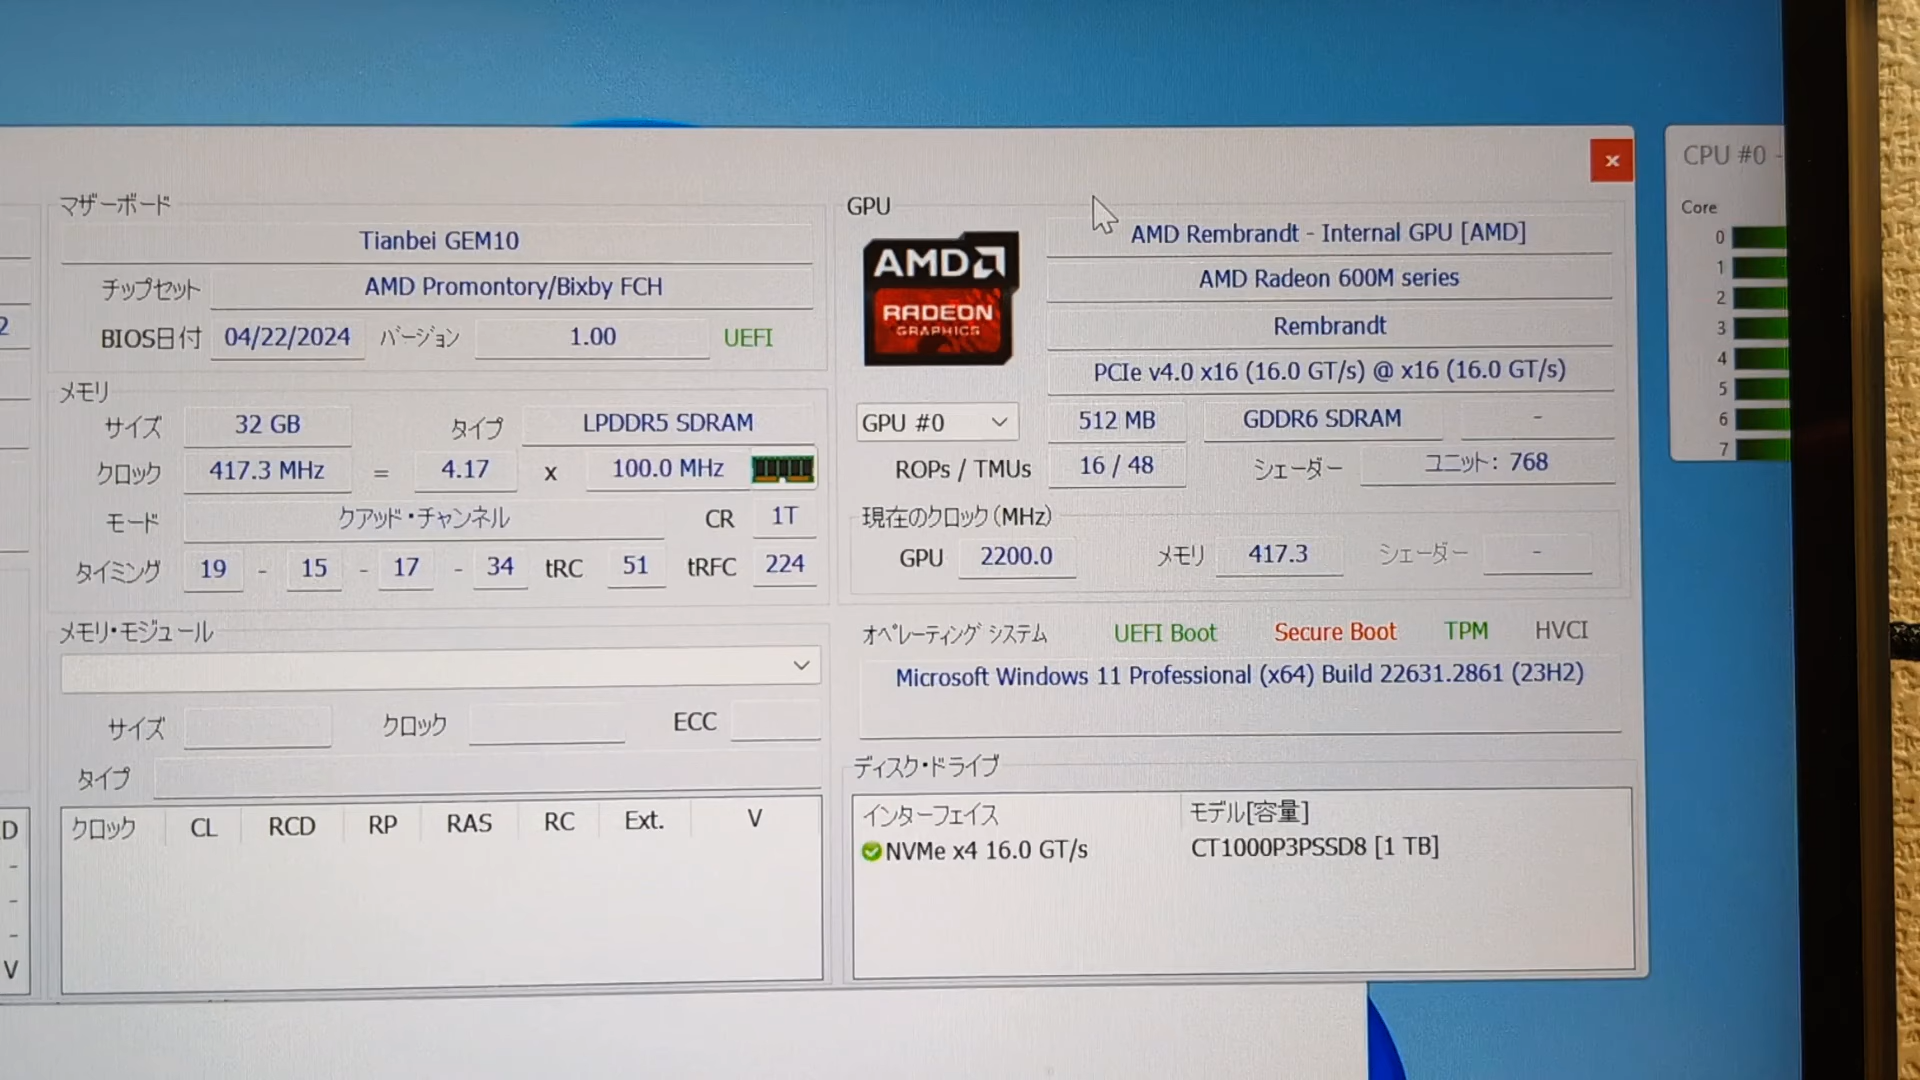 CPU #0 -
マザーボード
GPU
Core
Tianbei GEM10
AMD
RADEON
GRAPHICS
AMD Rembrandt - Internal GPU [AMD]
0
チップセット
AMD Promontory/Bixby FCH
AMD Radeon 600M series
1
2
BIOS日付
04/22/2024
バージョン
1.00
UEFI
Rembrandt
2
3
メモリ
PCIe v4.0 x16 (16.0 GT/s) @ x16 (16.0 GT/s)
4
5
サイズ
32 GB
タイプ
LPDDR5 SDRAM
GPU #0
512 MB
GDDR6 SDRAM
-
6
クロック
417.3 MHz
=
4.17
x
100.0 MHz
ROPs / TMUs
16 / 48
シェーダー
ユニット: 768
7
モード
クアッド・チャンネル
CR
1T
現在のクロック (MHz)
タイミング
19 - 15 - 17 - 34
tRC
51
tRFC
224
GPU
2200.0
メモリ
417.3
シェーダー
-
メモリ・モジュール
オペレーティング システム
UEFI Boot
Secure Boot
TPM
HVCI
Microsoft Windows 11 Professional (x64) Build 22631.2861 (23H2)
サイズ
クロック
ECC
タイプ
ディスク・ドライブ
D
クロック
CL
RCD
RP
RAS
RC
Ext.
V
インターフェイス
モデル[容量]
NVMe x4 16.0 GT/s
CT1000P3PSSD8 [1 TB]
-
-
-
V